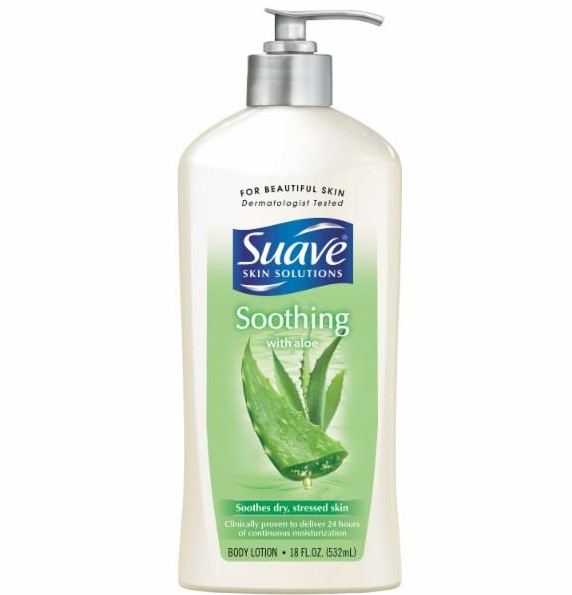 FOR BEAUTIFUL SKIN
Dermatologist Tested
Suave®
SKIN SOLUTIONS
Soothing
with aloe
Soothes dry, stressed skin
Clinically proven to deliver 24 hours
of continuous moisturization
BODY LOTION • 18 FL.OZ. (532mL)